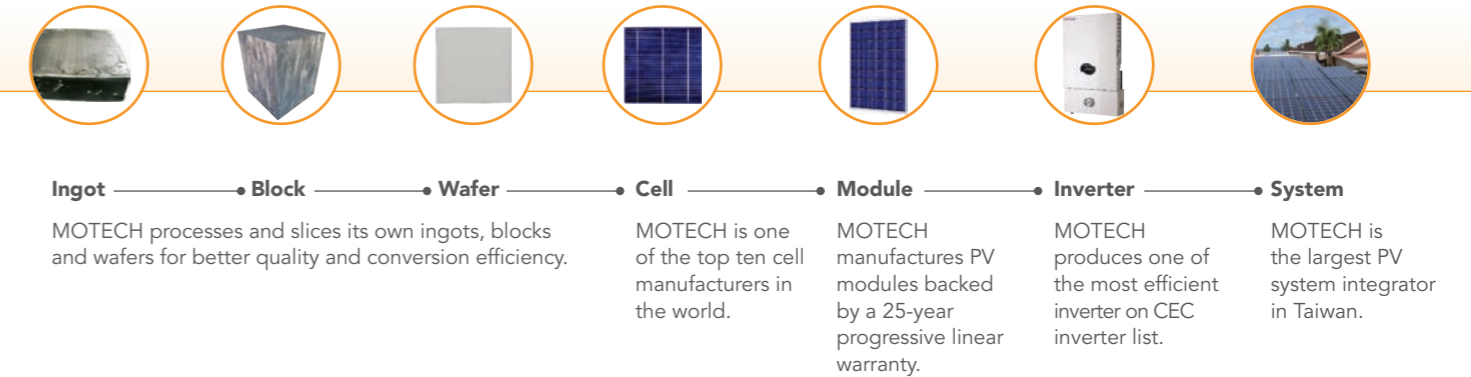 Ingot Block Wafer Cell Module Inverter System
MOTECH processes and slices its own ingots, blocks
and wafers for better quality and conversion efficiency.
MOTECH is one
of the top ten cell
manufacturers in
the world.
MOTECH
manufactures PV
modules backed
by a 25-year
progressive linear
warranty.
MOTECH
produces one of
the most efficient
inverter on CEC
inverter list.
MOTECH is
the largest PV
system integrator
in Taiwan.